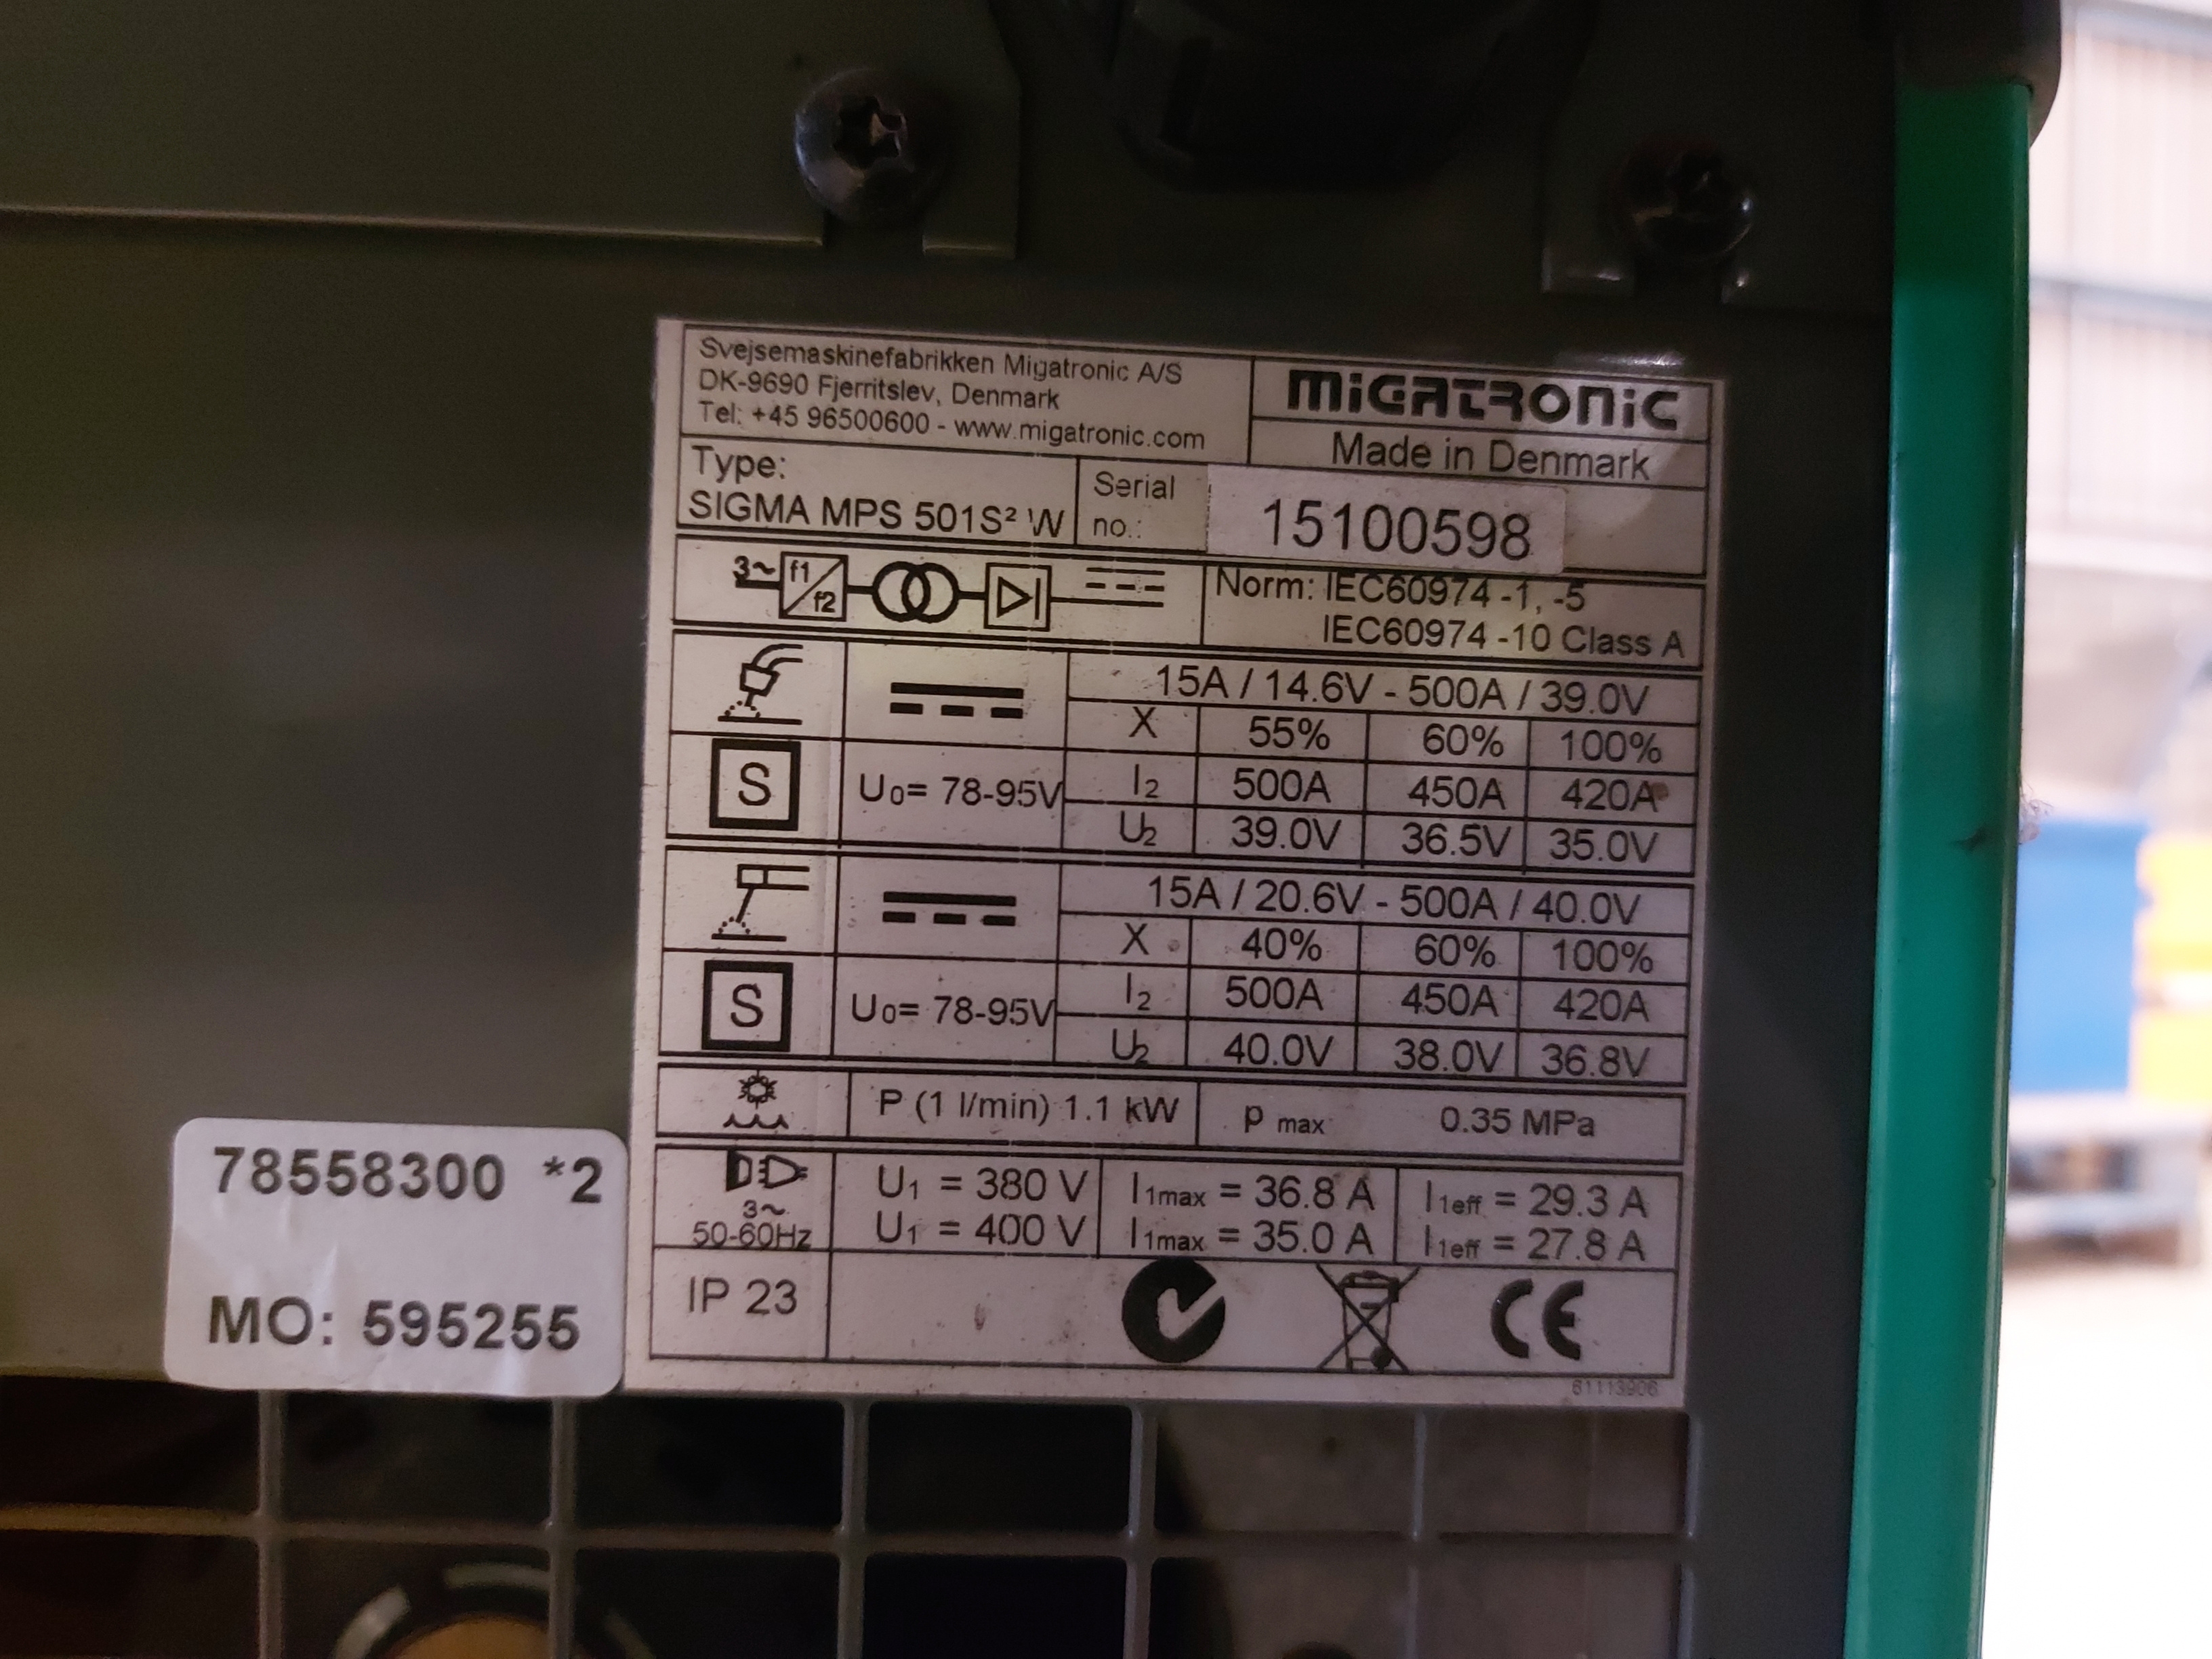 Svejsemaskinefabrikken Migatronic A/S
DK-9690 Fjerritslev, Denmark
Tel: +45 96500600 - www.migatronic.com
MIGATRONIC
Made in Denmark
Type:
SIGMA MPS 501S² W
Serial
no.:
15100598
3~ f1/f2
Norm: IEC60974 -1, -5
IEC60974 -10 Class A
15A / 14.6V - 500A / 39.0V
X 55% 60% 100%
S U₀= 78-95V
I₂ 500A 450A 420A
U₂ 39.0V 36.5V 35.0V
15A / 20.6V - 500A / 40.0V
X 40% 60% 100%
S U₀= 78-95V
I₂ 500A 450A 420A
U₂ 40.0V 38.0V 36.8V
P (1 l/min) 1.1 kW p max 0.35 MPa
3~
50-60Hz
U₁ = 380 V I₁max = 36.8 A I₁eff = 29.3 A
U₁ = 400 V I₁max = 35.0 A I₁eff = 27.8 A
IP 23
CE
61113906
78558300 *2
MO: 595255